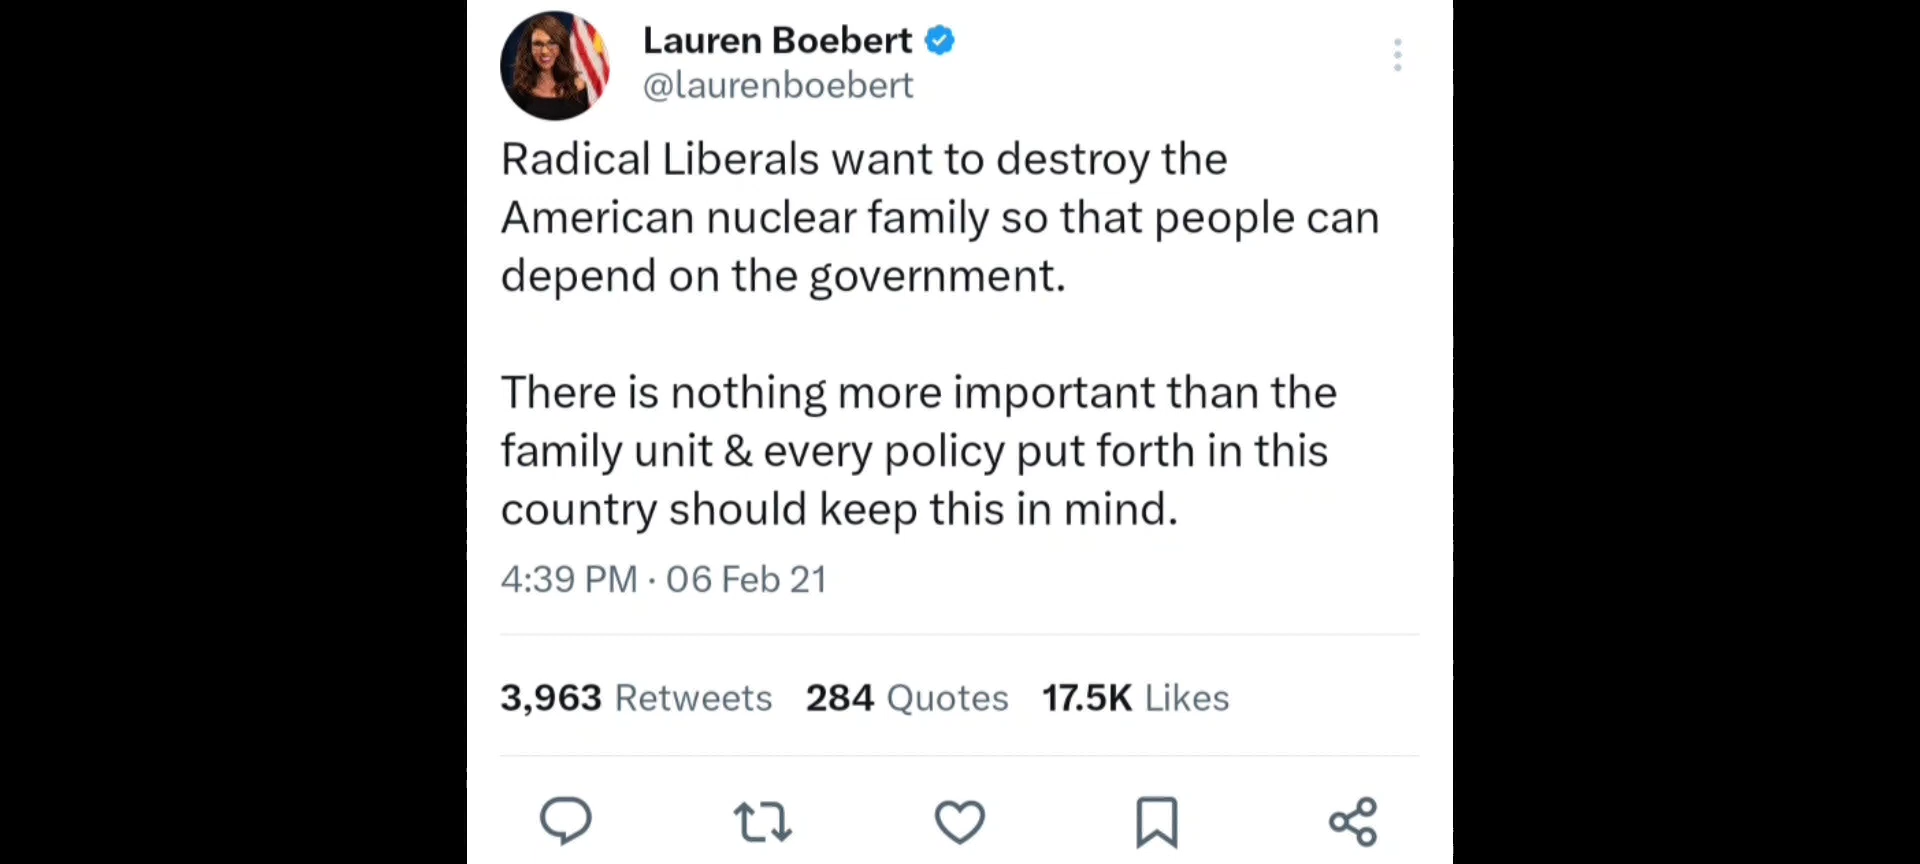 Lauren Boebert
@laurenboebert
Radical Liberals want to destroy the
American nuclear family so that people can
depend on the government.
There is nothing more important than the
family unit & every policy put forth in this
country should keep this in mind.
4:39 PM · 06 Feb 21
3,963 Retweets 284 Quotes 17.5K Likes